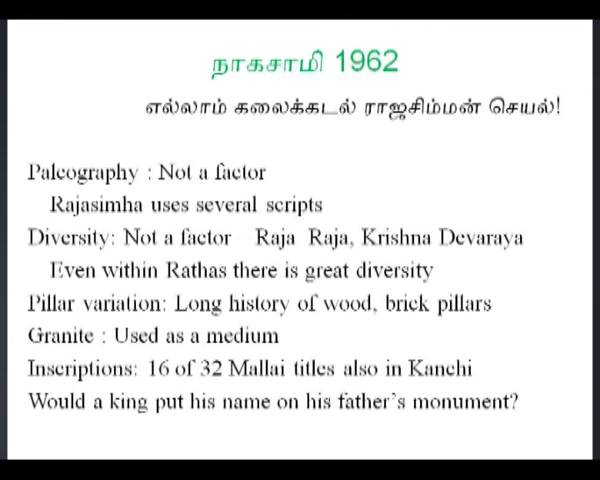 நாகசாமி 1962
எல்லாம் கலைக்கடல் ராஜசிம்மன் செயல்!
Paleography : Not a factor
Rajasimha uses several scripts
Diversity: Not a factor Raja Raja, Krishna Devaraya
Even within Rathas there is great diversity
Pillar variation: Long history of wood, brick pillars
Granite : Used as a medium
Inscriptions: 16 of 32 Mallai titles also in Kanchi
Would a king put his name on his father's monument?